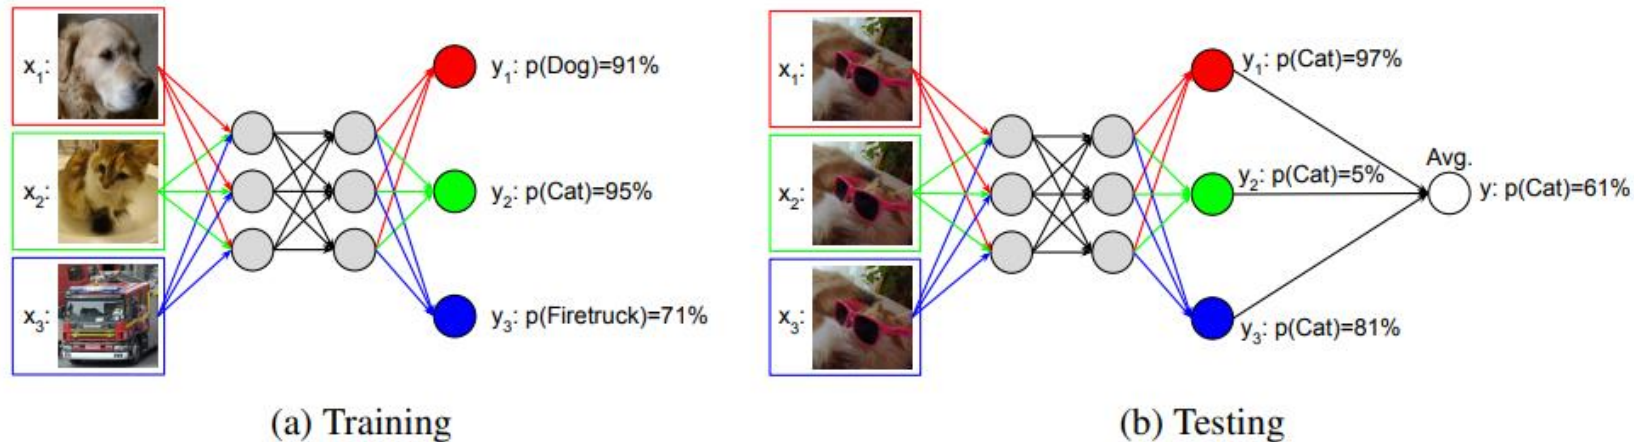 x1:
y1: p(Dog)=91%
x2:
y2: p(Cat)=95%
x3:
y3: p(Firetruck)=71%
(a) Training
x1:
y1: p(Cat)=97%
x2:
y2: p(Cat)=5%
Avg.
y: p(Cat)=61%
x3:
y3: p(Cat)=81%
(b) Testing